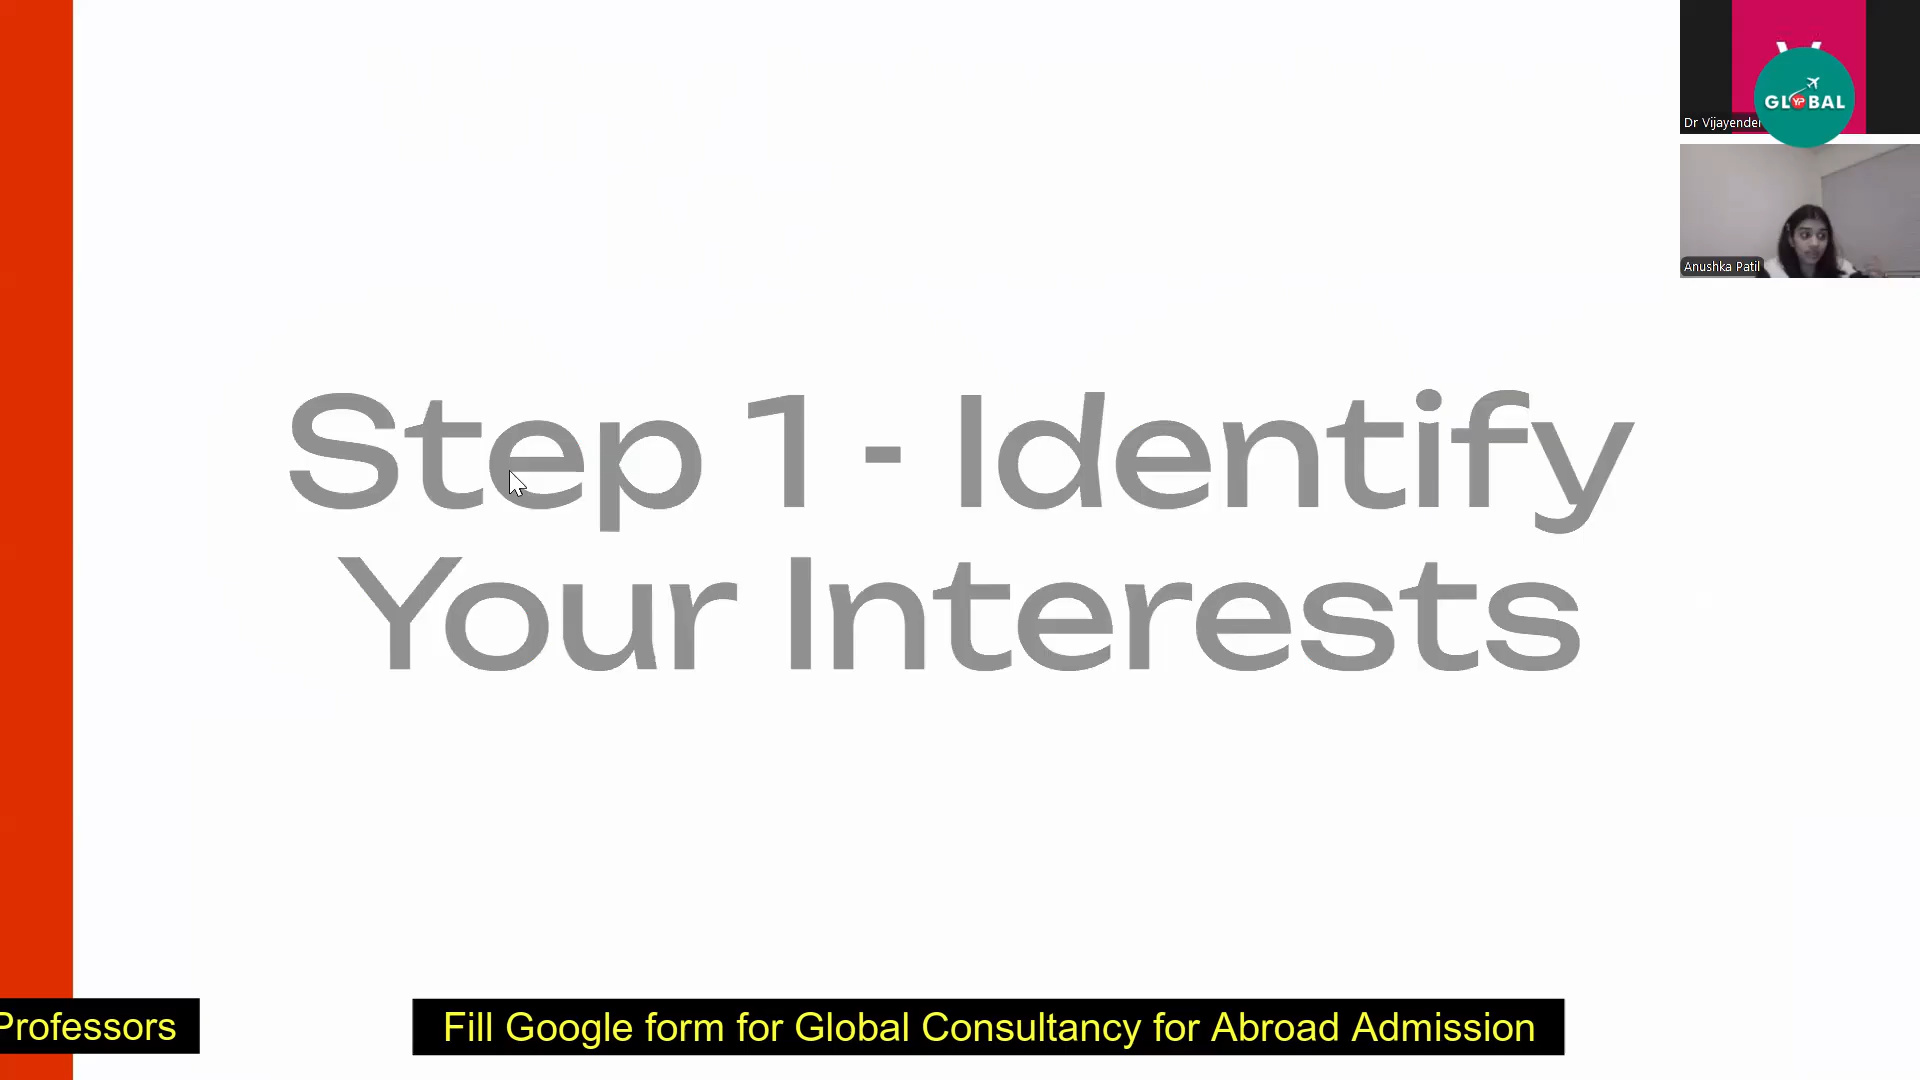 Step 1 - Identify
Your Interests
GLOBAL
YP
Dr Vijayender
Anushka Patil
Professors
Fill Google form for Global Consultancy for Abroad Admission